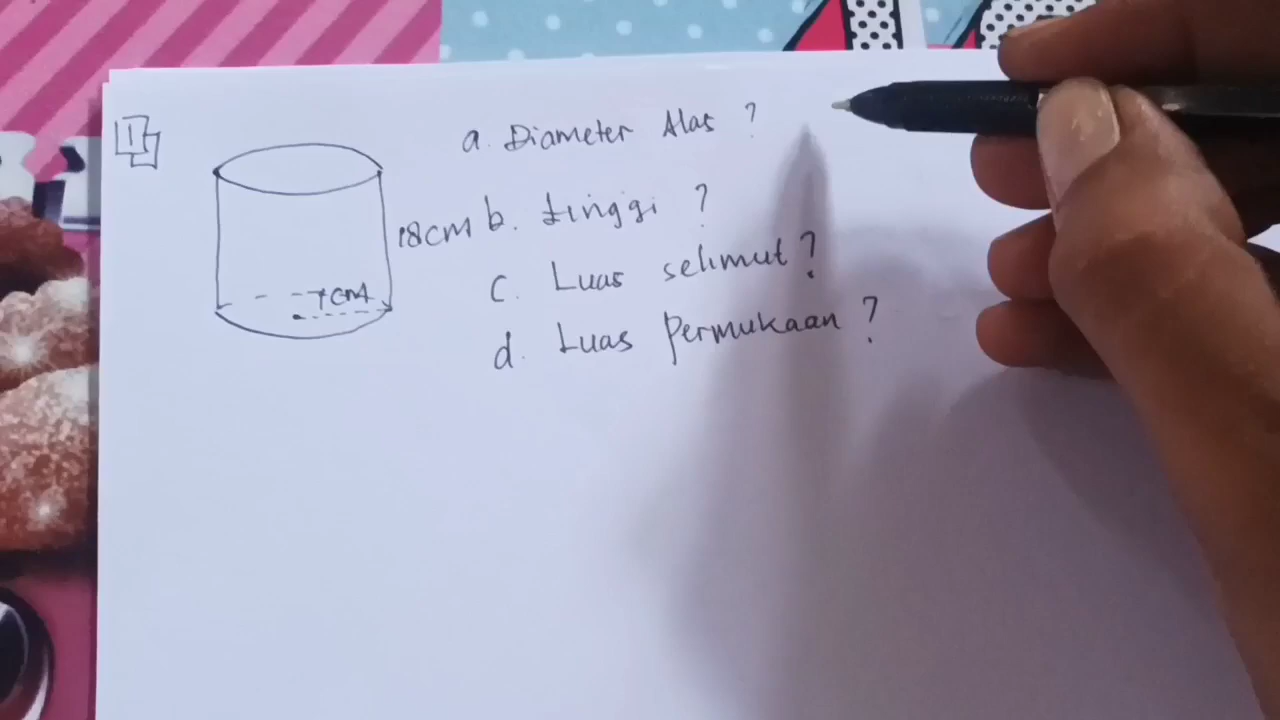 1
a. Diameter Alas ?
18cm
b. tinggi ?
7cm
c. Luas selimut ?
d. Luas permukaan ?